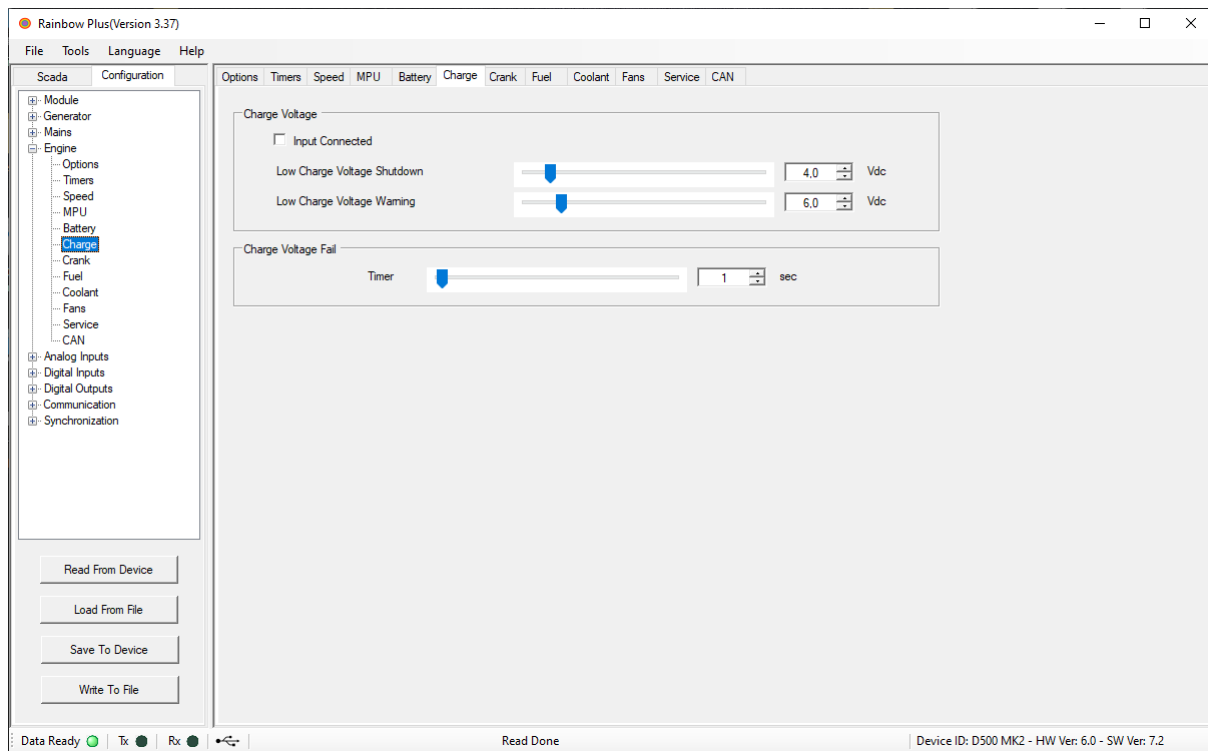 Rainbow Plus(Version 3.37)
File Tools Language Help
Scada Configuration
Module
Generator
Mains
Engine
Options
Timers
Speed
MPU
Battery
Charge
Crank
Fuel
Coolant
Fans
Service
CAN
Analog Inputs
Digital Inputs
Digital Outputs
Communication
Synchronization
Read From Device
Load From File
Save To Device
Write To File
Options Timers Speed MPU Battery Charge Crank Fuel Coolant Fans Service CAN
Charge Voltage
Input Connected
Low Charge Voltage Shutdown 4,0 Vdc
Low Charge Voltage Warning 6,0 Vdc
Charge Voltage Fail
Timer 1 sec
Data Ready Tx Rx Read Done Device ID: D500 MK2 - HW Ver: 6.0 - SW Ver: 7.2